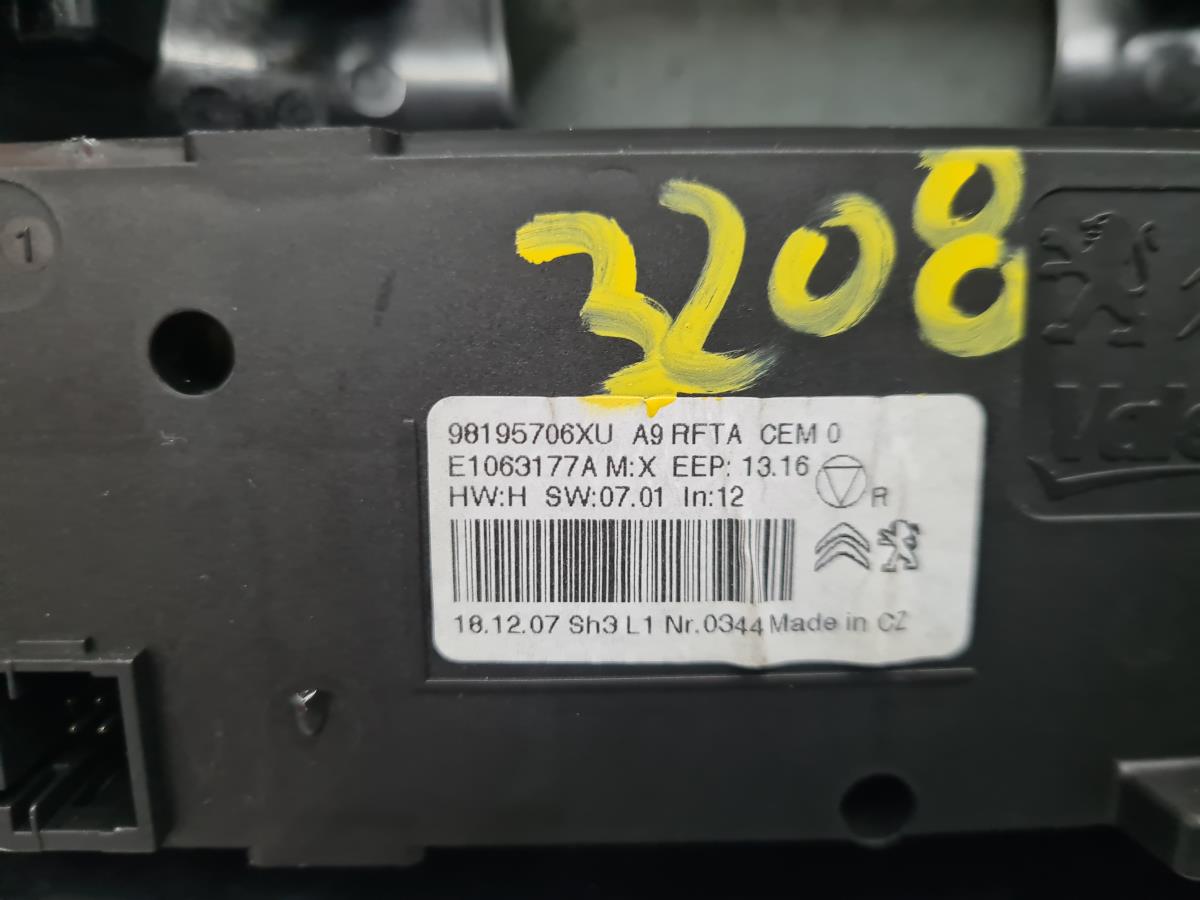 1
3208
98195706XU A9 RFTA CEM 0
E1063177A M:X EEP: 13.16
HW:H SW:07.01 In:12
R
18.12.07 Sh3 L1 Nr.0344 Made in CZ